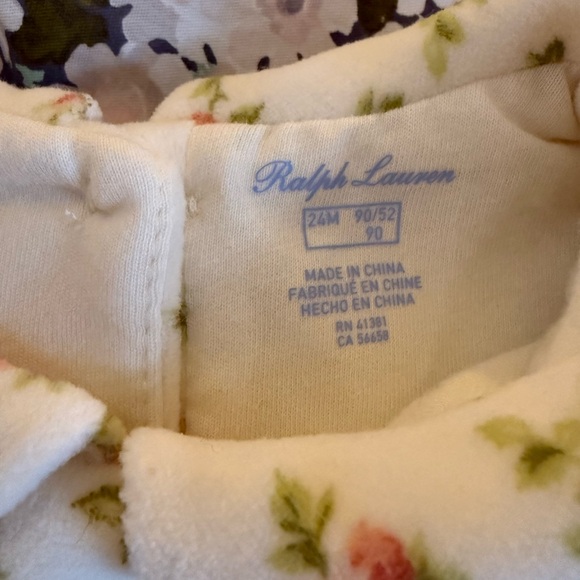 Ralph Lauren
24M 90/52
90
MADE IN CHINA
FABRIQUÉ EN CHINE
HECHO EN CHINA
RN 41381
CA 56658